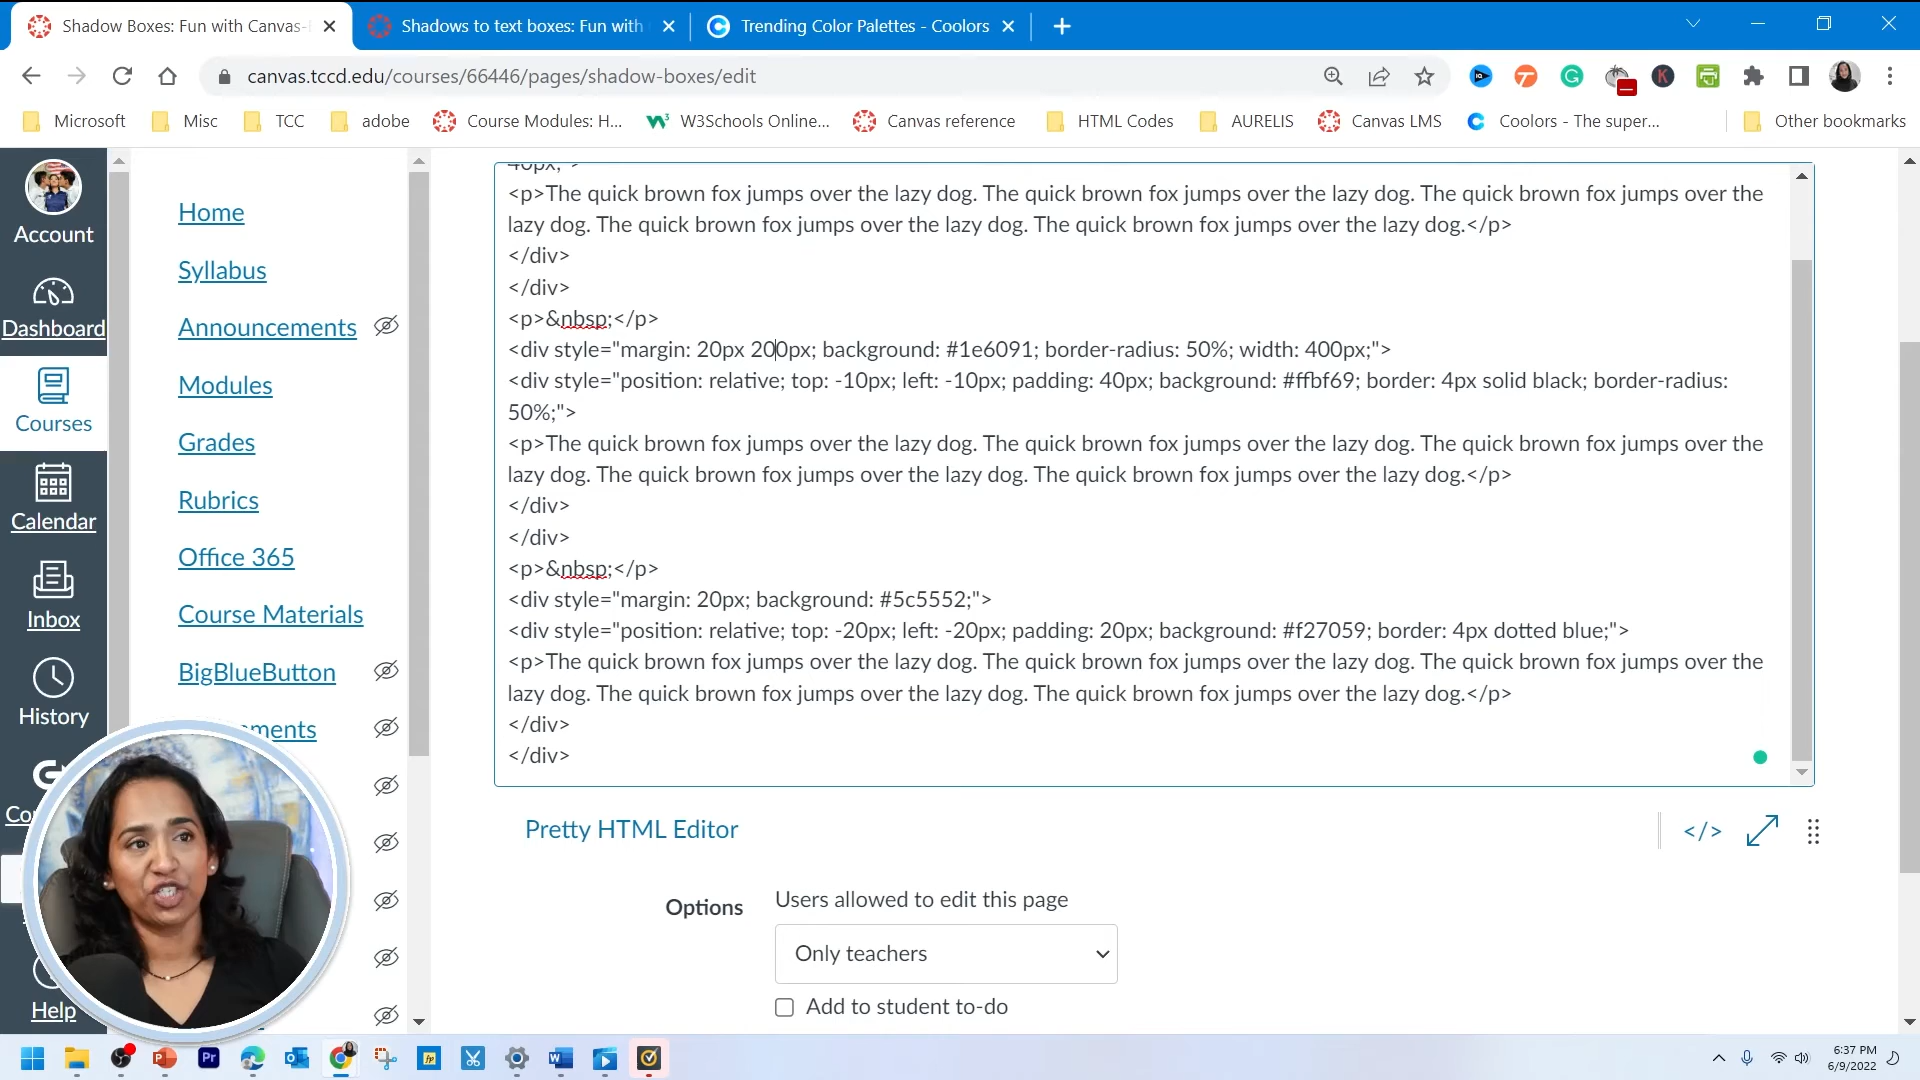 Shadow Boxes: Fun with Canvas-
Shadows to text boxes: Fun with
Trending Color Palettes - Coolors
canvas.tccd.edu/courses/66446/pages/shadow-boxes/edit
Microsoft
Misc
TCC
adobe
Course Modules: H...
W3Schools Online...
Canvas reference
HTML Codes
AURELIS
Canvas LMS
Coolors - The super...
Other bookmarks
Account
Dashboard
Courses
Calendar
Inbox
History
Help
Home
Syllabus
Announcements
Modules
Grades
Rubrics
Office 365
Course Materials
BigBlueButton
40px;">
<p>The quick brown fox jumps over the lazy dog. The quick brown fox jumps over the lazy dog. The quick brown fox jumps over the
lazy dog. The quick brown fox jumps over the lazy dog. The quick brown fox jumps over the lazy dog.</p>
</div>
</div>
<p>&nbsp;</p>
<div style="margin: 20px 200px; background: #1e6091; border-radius: 50%; width: 400px;">
<div style="position: relative; top: -10px; left: -10px; padding: 40px; background: #ffbf69; border: 4px solid black; border-radius:
50%;">
<p>The quick brown fox jumps over the lazy dog. The quick brown fox jumps over the lazy dog. The quick brown fox jumps over the
lazy dog. The quick brown fox jumps over the lazy dog. The quick brown fox jumps over the lazy dog.</p>
</div>
</div>
<p>&nbsp;</p>
<div style="margin: 20px; background: #5c5552;">
<div style="position: relative; top: -20px; left: -20px; padding: 20px; background: #f27059; border: 4px dotted blue;">
<p>The quick brown fox jumps over the lazy dog. The quick brown fox jumps over the lazy dog. The quick brown fox jumps over the
lazy dog. The quick brown fox jumps over the lazy dog. The quick brown fox jumps over the lazy dog.</p>
</div>
</div>
Pretty HTML Editor
</>
Options
Users allowed to edit this page
Only teachers
Add to student to-do
6:37 PM
6/9/2022